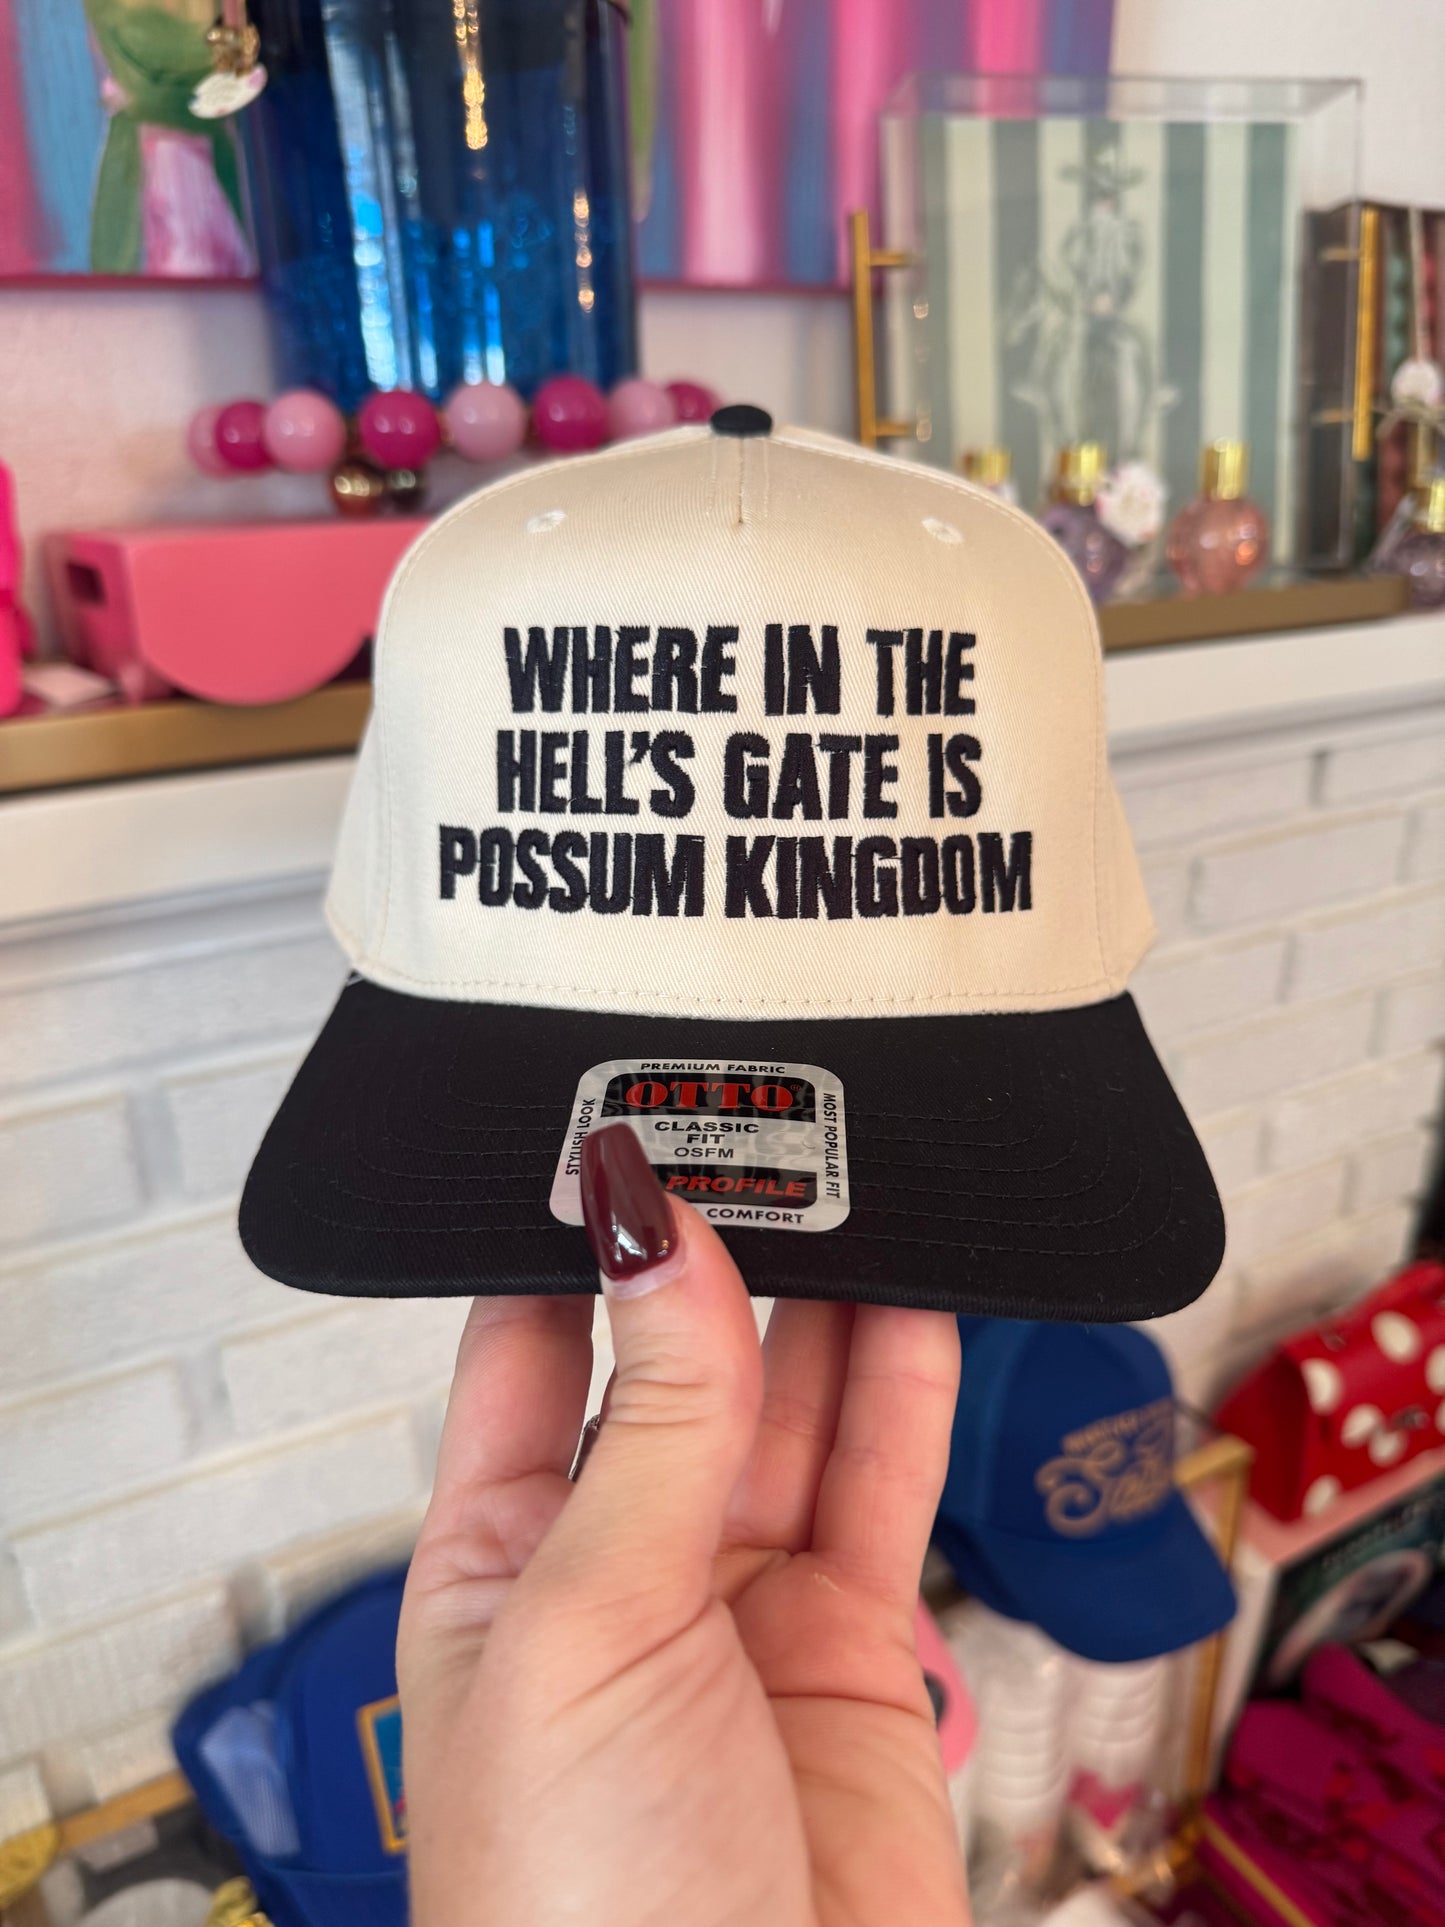 WHERE IN THE
HELL'S GATE IS
POSSUM KINGDOM
PREMIUM FABRIC
OTTO®
STYLISH LOOK
CLASSIC
FIT
OSFM
MOST POPULAR FIT
PROFILE
COMFORT